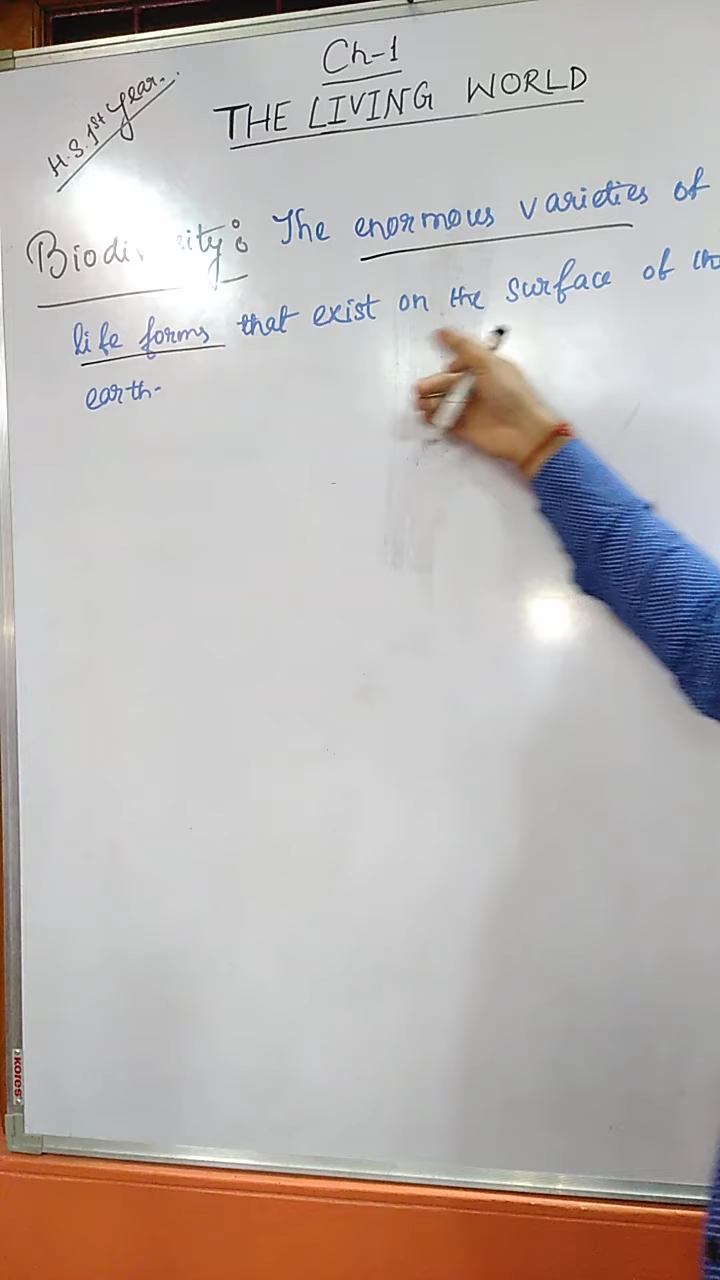 H.S. 1st Year.
Ch-1
THE LIVING WORLD
The enormous varieties of
life forms that exist on the surface of
earth.
kores